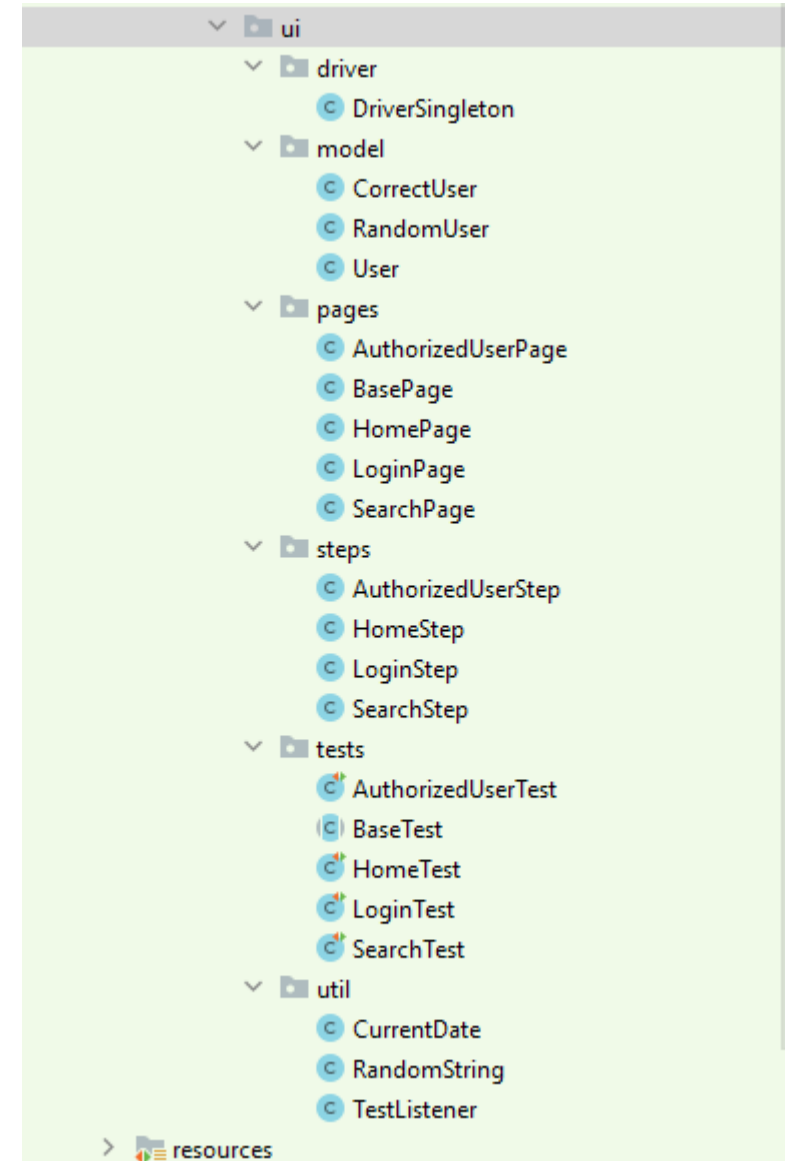 ui
driver
C DriverSingleton
model
C CorrectUser
C RandomUser
C User
pages
C AuthorizedUserPage
C BasePage
C HomePage
C LoginPage
C SearchPage
steps
C AuthorizedUserStep
C HomeStep
C LoginStep
C SearchStep
tests
C AuthorizedUserTest
C BaseTest
C HomeTest
C LoginTest
C SearchTest
util
C CurrentDate
C RandomString
C TestListener
resources